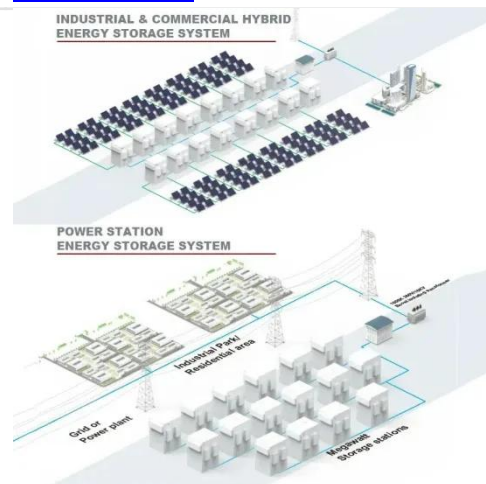 INDUSTRIAL & COMMERCIAL HYBRID
ENERGY STORAGE SYSTEM
POWER STATION
ENERGY STORAGE SYSTEM
Industrial Park/
Residential area
Grid or
Power plant
Megawatt
Storage stations